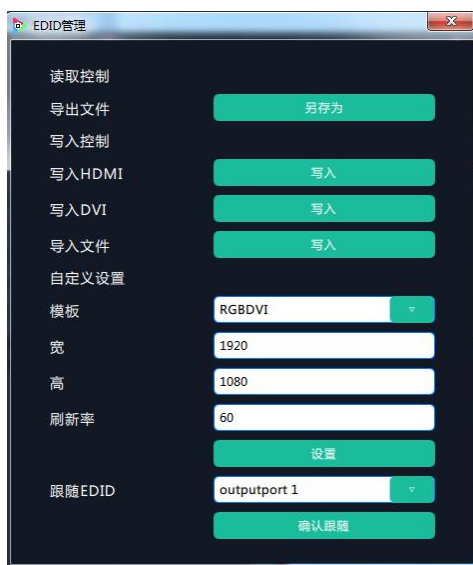 EDID管理
读取控制
导出文件 另存为
写入控制
写入HDMI 写入
写入DVI 写入
导入文件 写入
自定义设置
模板 RGBDVI
宽 1920
高 1080
刷新率 60
设置
跟随EDID outputport 1
确认跟随